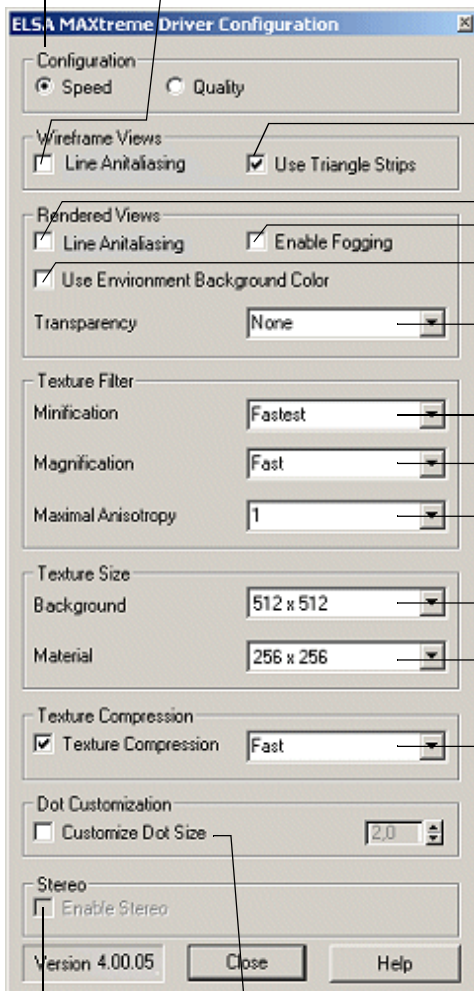 ELSA MAXtreme Driver Configuration
Configuration
Speed Quality
Wireframe Views
Line Anitaliasing Use Triangle Strips
Rendered Views
Line Anitaliasing Enable Fogging
Use Environment Background Color
Transparency None
Texture Filter
Minification Fastest
Magnification Fast
Maximal Anisotropy 1
Texture Size
Background 512 x 512
Material 256 x 256
Texture Compression
Texture Compression Fast
Dot Customization
Customize Dot Size 2,0
Stereo
Enable Stereo
Version 4.00.05 Close Help